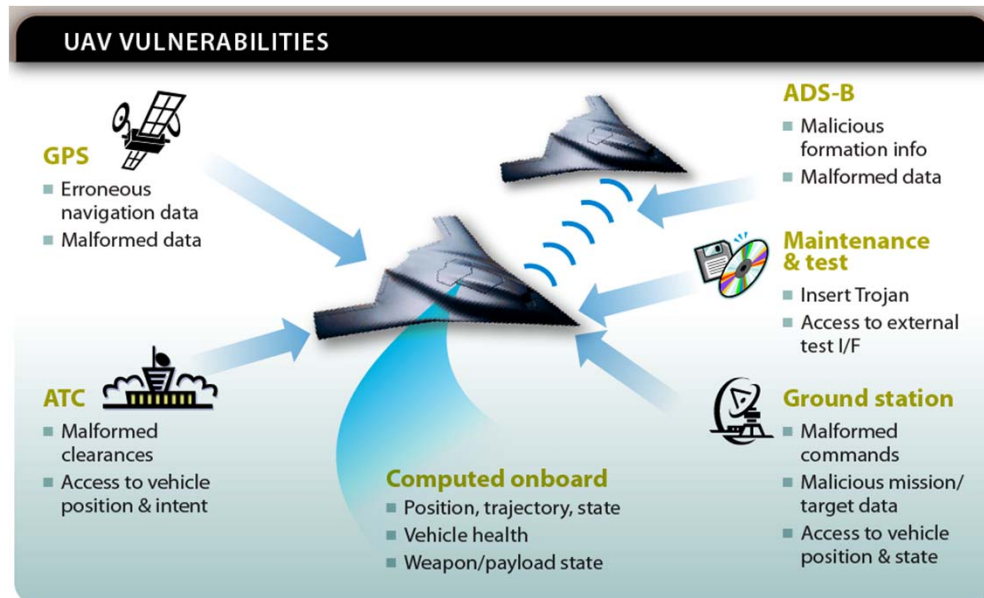 UAV VULNERABILITIES
GPS
Erroneous
navigation data
Malformed data
ATC
Malformed
clearances
Access to vehicle
position & intent
Computed onboard
Position, trajectory, state
Vehicle health
Weapon/payload state
ADS-B
Malicious
formation info
Malformed data
Maintenance
& test
Insert Trojan
Access to external
test I/F
Ground station
Malformed
commands
Malicious mission/
target data
Access to vehicle
position & state